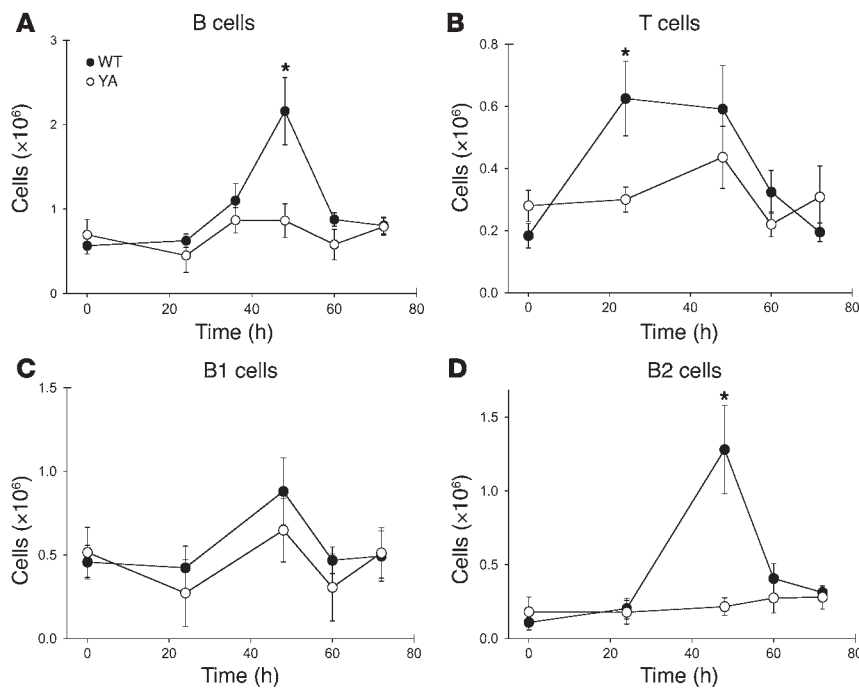 A
B cells
Cells (×10⁶)
3
2
1
0
WT
YA
*
0 20 40 60 80
Time (h)
B
T cells
Cells (×10⁶)
0.8
0.6
0.4
0.2
0.0
*
0 20 40 60 80
Time (h)
C
B1 cells
Cells (×10⁶)
1.5
1.0
0.5
0.0
0 20 40 60 80
Time (h)
D
B2 cells
Cells (×10⁶)
1.5
1.0
0.5
0.0
*
0 20 40 60 80
Time (h)